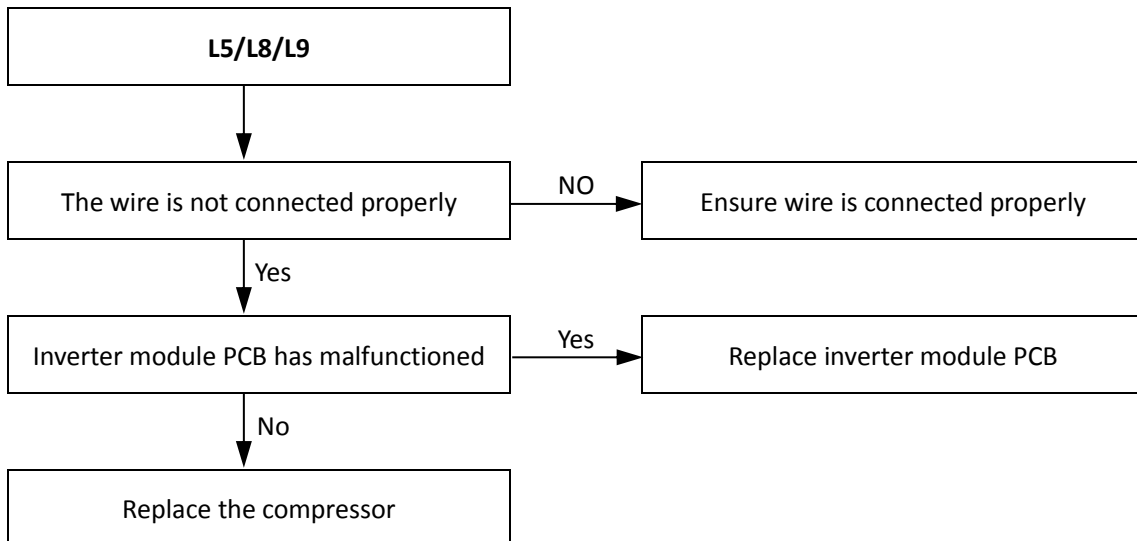 L5/L8/L9
The wire is not connected properly
NO
Ensure wire is connected properly
Yes
Inverter module PCB has malfunctioned
Yes
Replace inverter module PCB
No
Replace the compressor